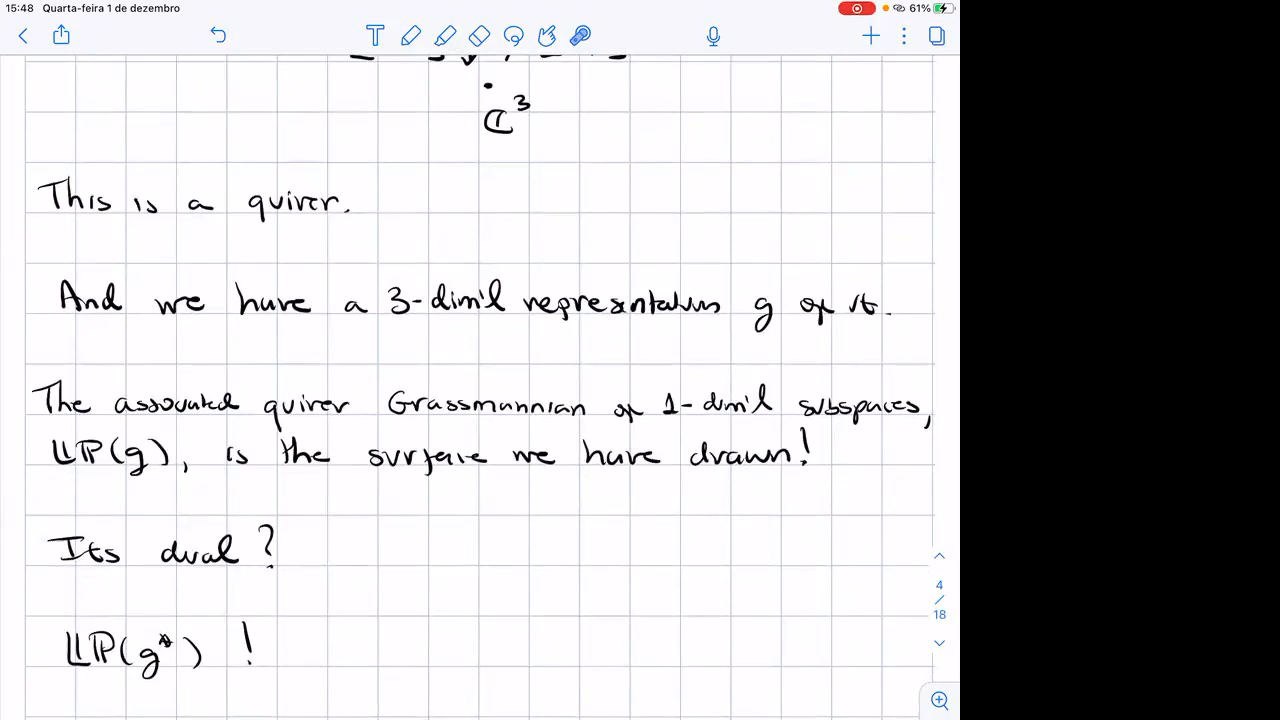 15:48 Quarta-feira 1 de dezembro
61%
ℂ³
This is a quiver.
And we have a 3-dim'l representation g of it.
The associated quiver Grassmannian of 1-dim'l subspaces,
𝕃ℙ(g), is the surface we have drawn!
Its dual?
𝕃ℙ(g*) !
4
/
18